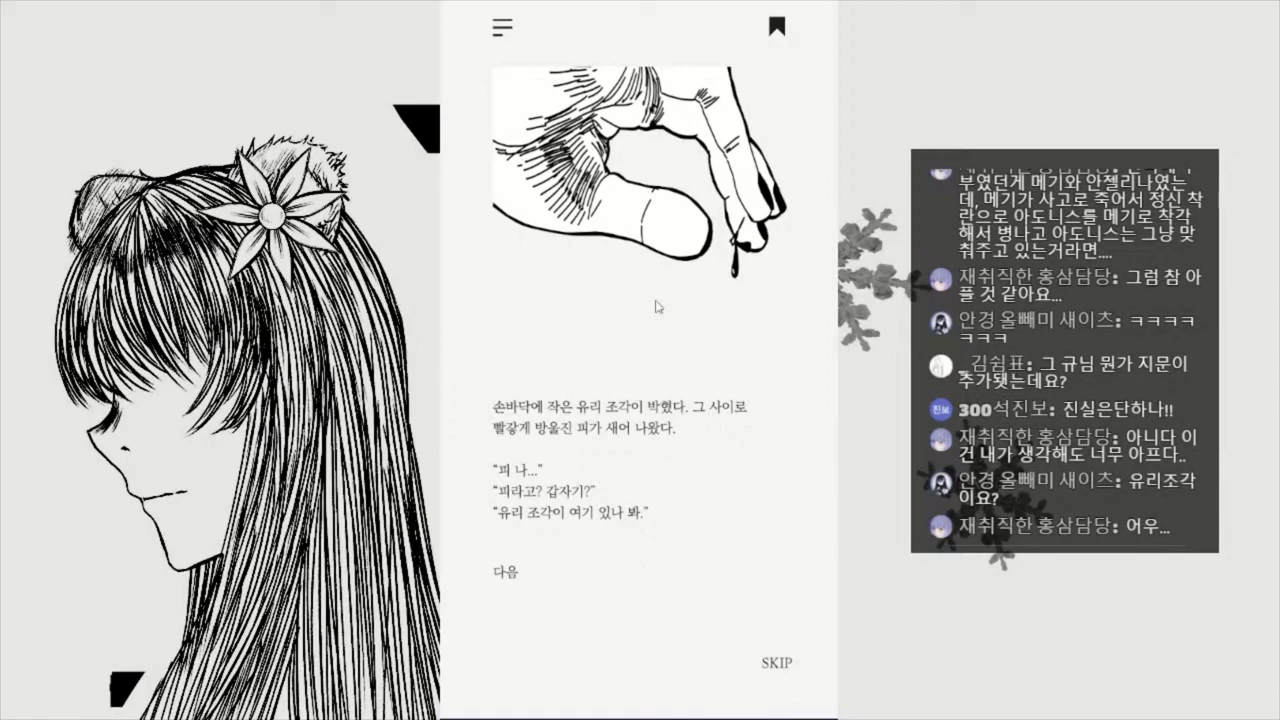 손바닥에 작은 유리 조각이 박혔다. 그 사이로
빨갛게 방울진 피가 새어 나왔다.
“피 나...”
“피라고? 갑자기?”
“유리 조각이 여기 있나 봐.”
다음
SKIP
부였던게 메기와 안젤리나였는
데, 메기가 사고로 죽어서 정신 착
란으로 아도니스를 메기로 착각
해서 병나고 아도니스는 그냥 맞
춰주고 있는거라면....
재취직한 홍삼담당: 그럼 참 아
플 것 같아요...
안경 올빼미 새이츠: ㅋㅋㅋㅋ
ㅋㅋㅋ
_김쉼표: 그 규님 뭔가 지문이
추가됏는데요?
진보 300석진보: 진실은단하나!!
재취직한 홍삼담당: 아니다 이
건 내가 생각해도 너무 아프다..
안경 올빼미 새이츠: 유리조각
이요?
재취직한 홍삼담당: 어우...